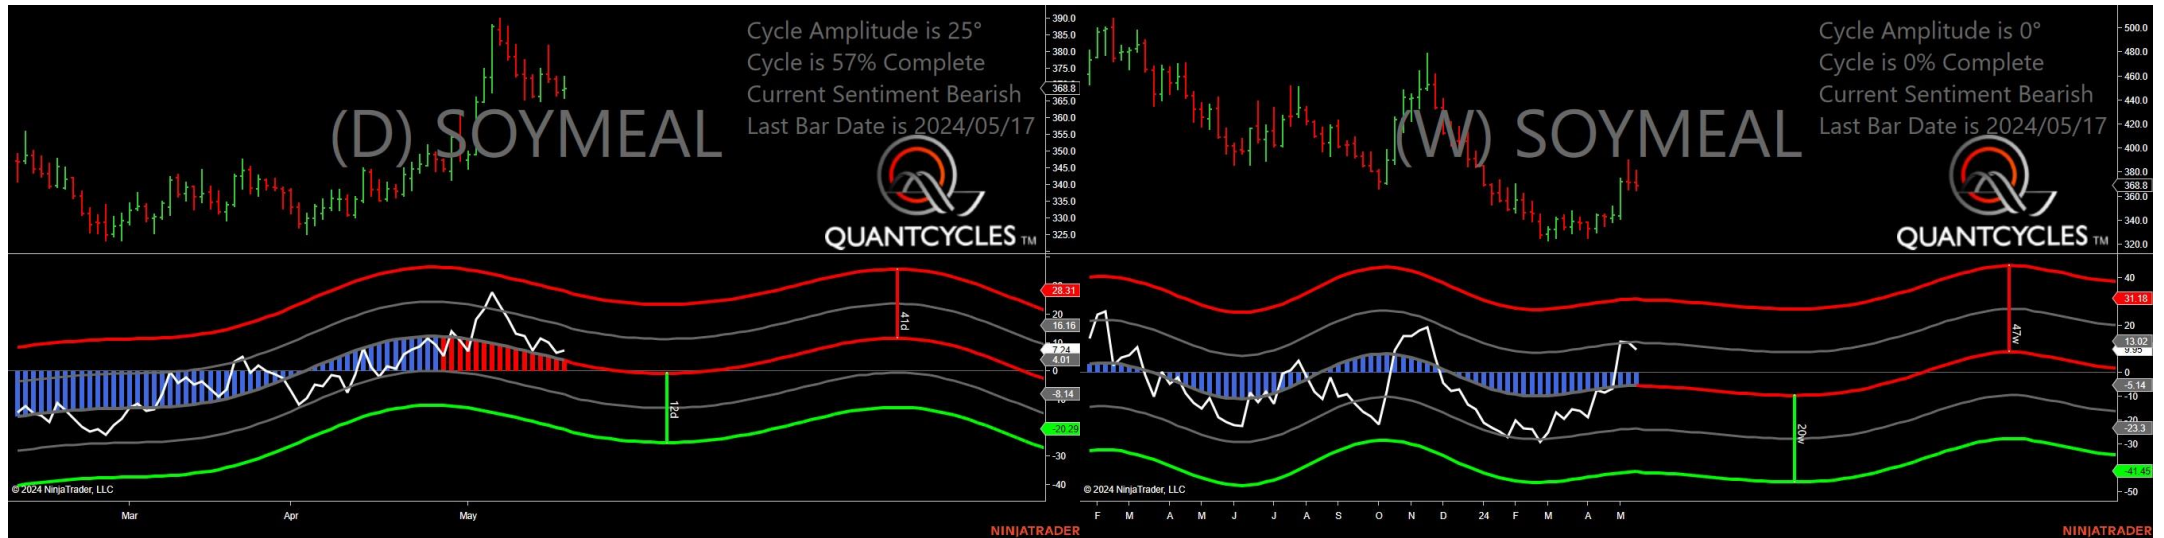 Cycle Amplitude is 25°
Cycle is 57% Complete
Current Sentiment Bearish
Last Bar Date is 2024/05/17
(D) SOYMEAL
QUANTCYCLES TM
390.0
385.0
380.0
375.0
368.8
365.0
360.0
355.0
350.0
345.0
340.0
335.0
330.0
325.0
28.31
20
16.16
7.24
4.01
0
-8.14
-20.29
-30
-40
41d
12d
© 2024 NinjaTrader, LLC
Mar Apr May
NINJATRADER
Cycle Amplitude is 0°
Cycle is 0% Complete
Current Sentiment Bearish
Last Bar Date is 2024/05/17
(W) SOYMEAL
QUANTCYCLES TM
500.0
480.0
460.0
440.0
420.0
400.0
380.0
368.8
360.0
340.0
320.0
40
31.18
20
13.02
9.95
0
-5.14
-10
-23.3
-30
-41.45
-50
47w
20w
© 2024 NinjaTrader, LLC
F M A M J J A S O N D 24 F M A M
NINJATRADER